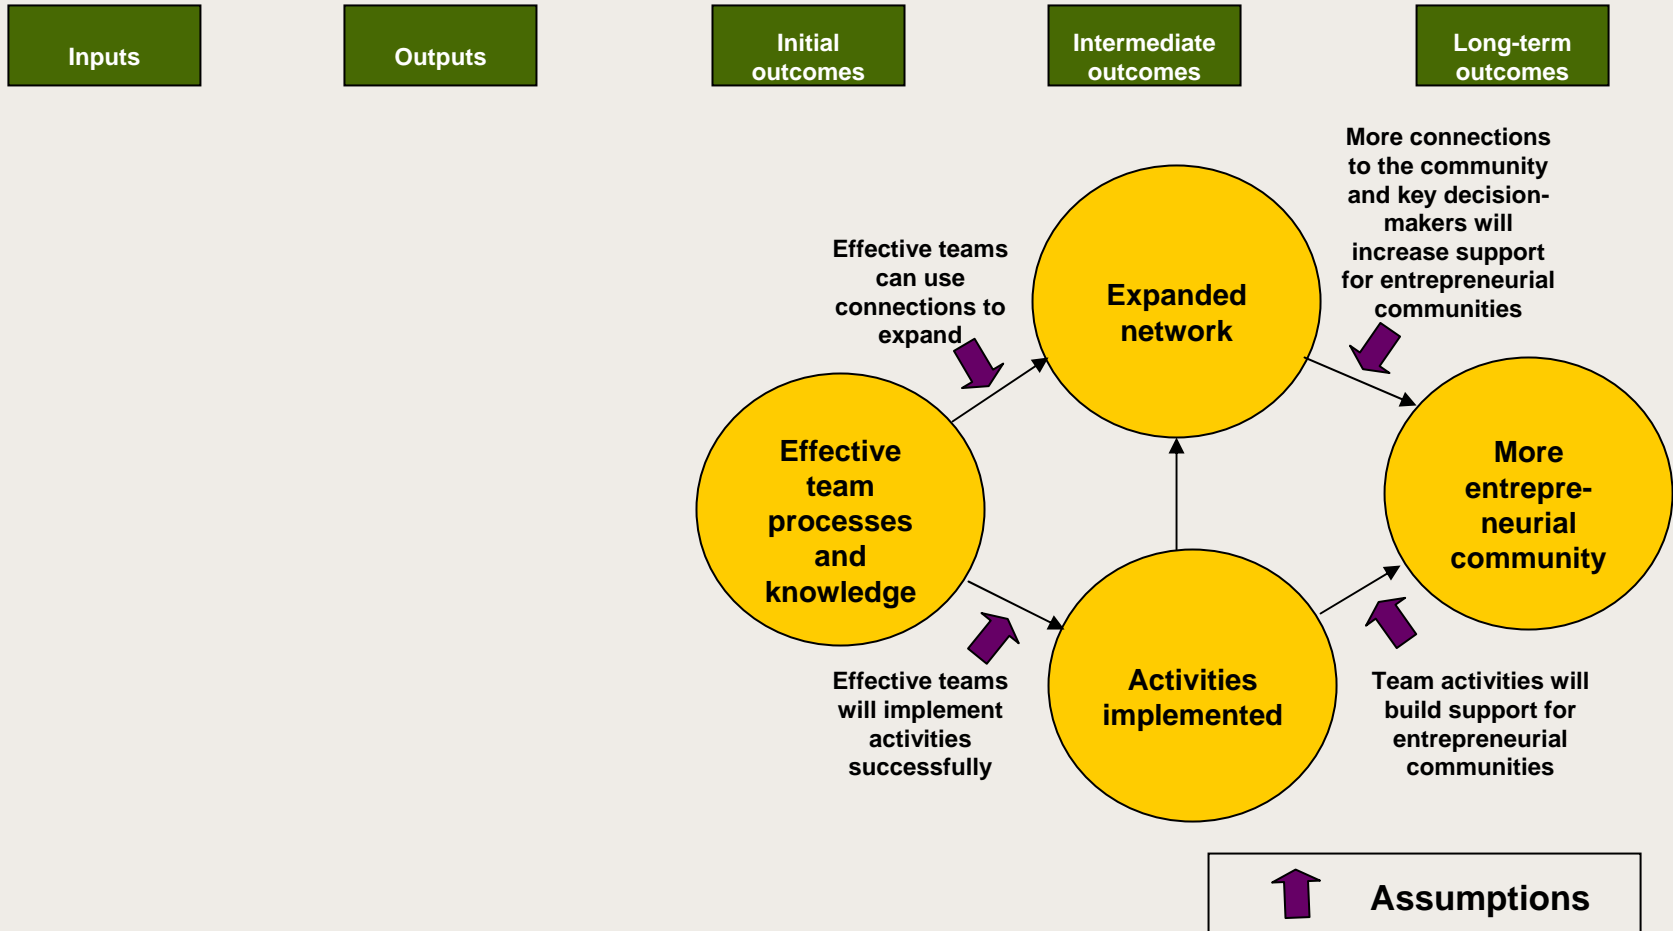 Inputs
Outputs
Initial
outcomes
Intermediate
outcomes
Long-term
outcomes
More connections
to the community
and key decision-
makers will
increase support
for entrepreneurial
communities
Effective teams
can use
connections to
expand
Expanded
network
Effective
team
processes
and
knowledge
More
entrepre-
neurial
community
Activities
implemented
Effective teams
will implement
activities
successfully
Team activities will
build support for
entrepreneurial
communities
Assumptions